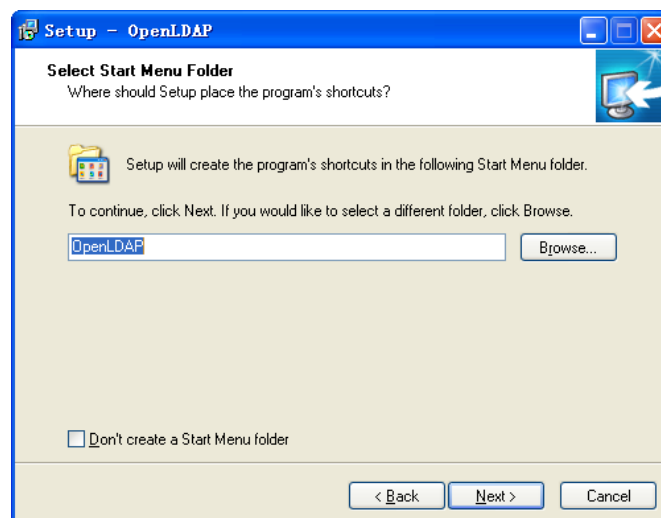 Setup - OpenLDAP
Select Start Menu Folder
Where should Setup place the program's shortcuts?
Setup will create the program's shortcuts in the following Start Menu folder.
To continue, click Next. If you would like to select a different folder, click Browse.
OpenLDAP
Browse...
Don't create a Start Menu folder
< Back
Next >
Cancel